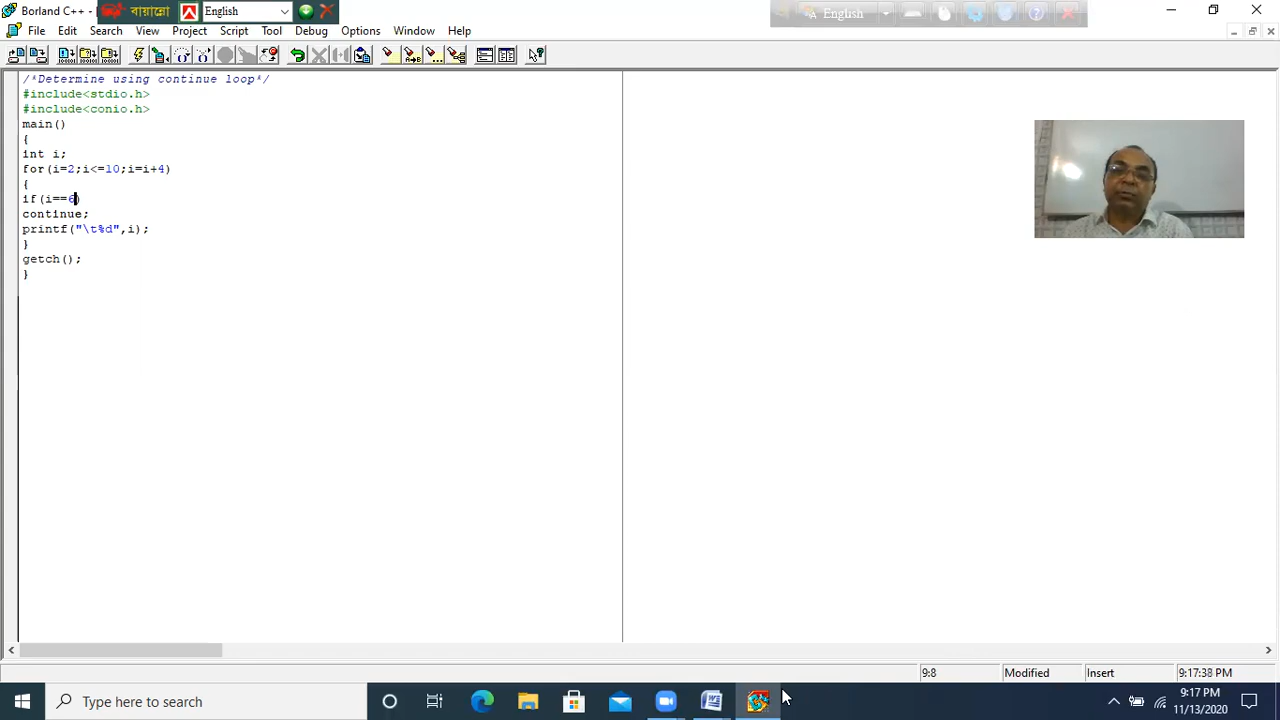 Borland C++ -
বায়ান্নো
English
English
File Edit Search View Project Script Tool Debug Options Window Help
/*Determine using continue loop*/
#include<stdio.h>
#include<conio.h>
main()
{
int i;
for(i=2;i<=10;i=i+4)
{
if(i==6)
continue;
printf("\t%d",i);
}
getch();
}
9:8 Modified Insert 9:17:38 PM
Type here to search
9:17 PM
11/13/2020